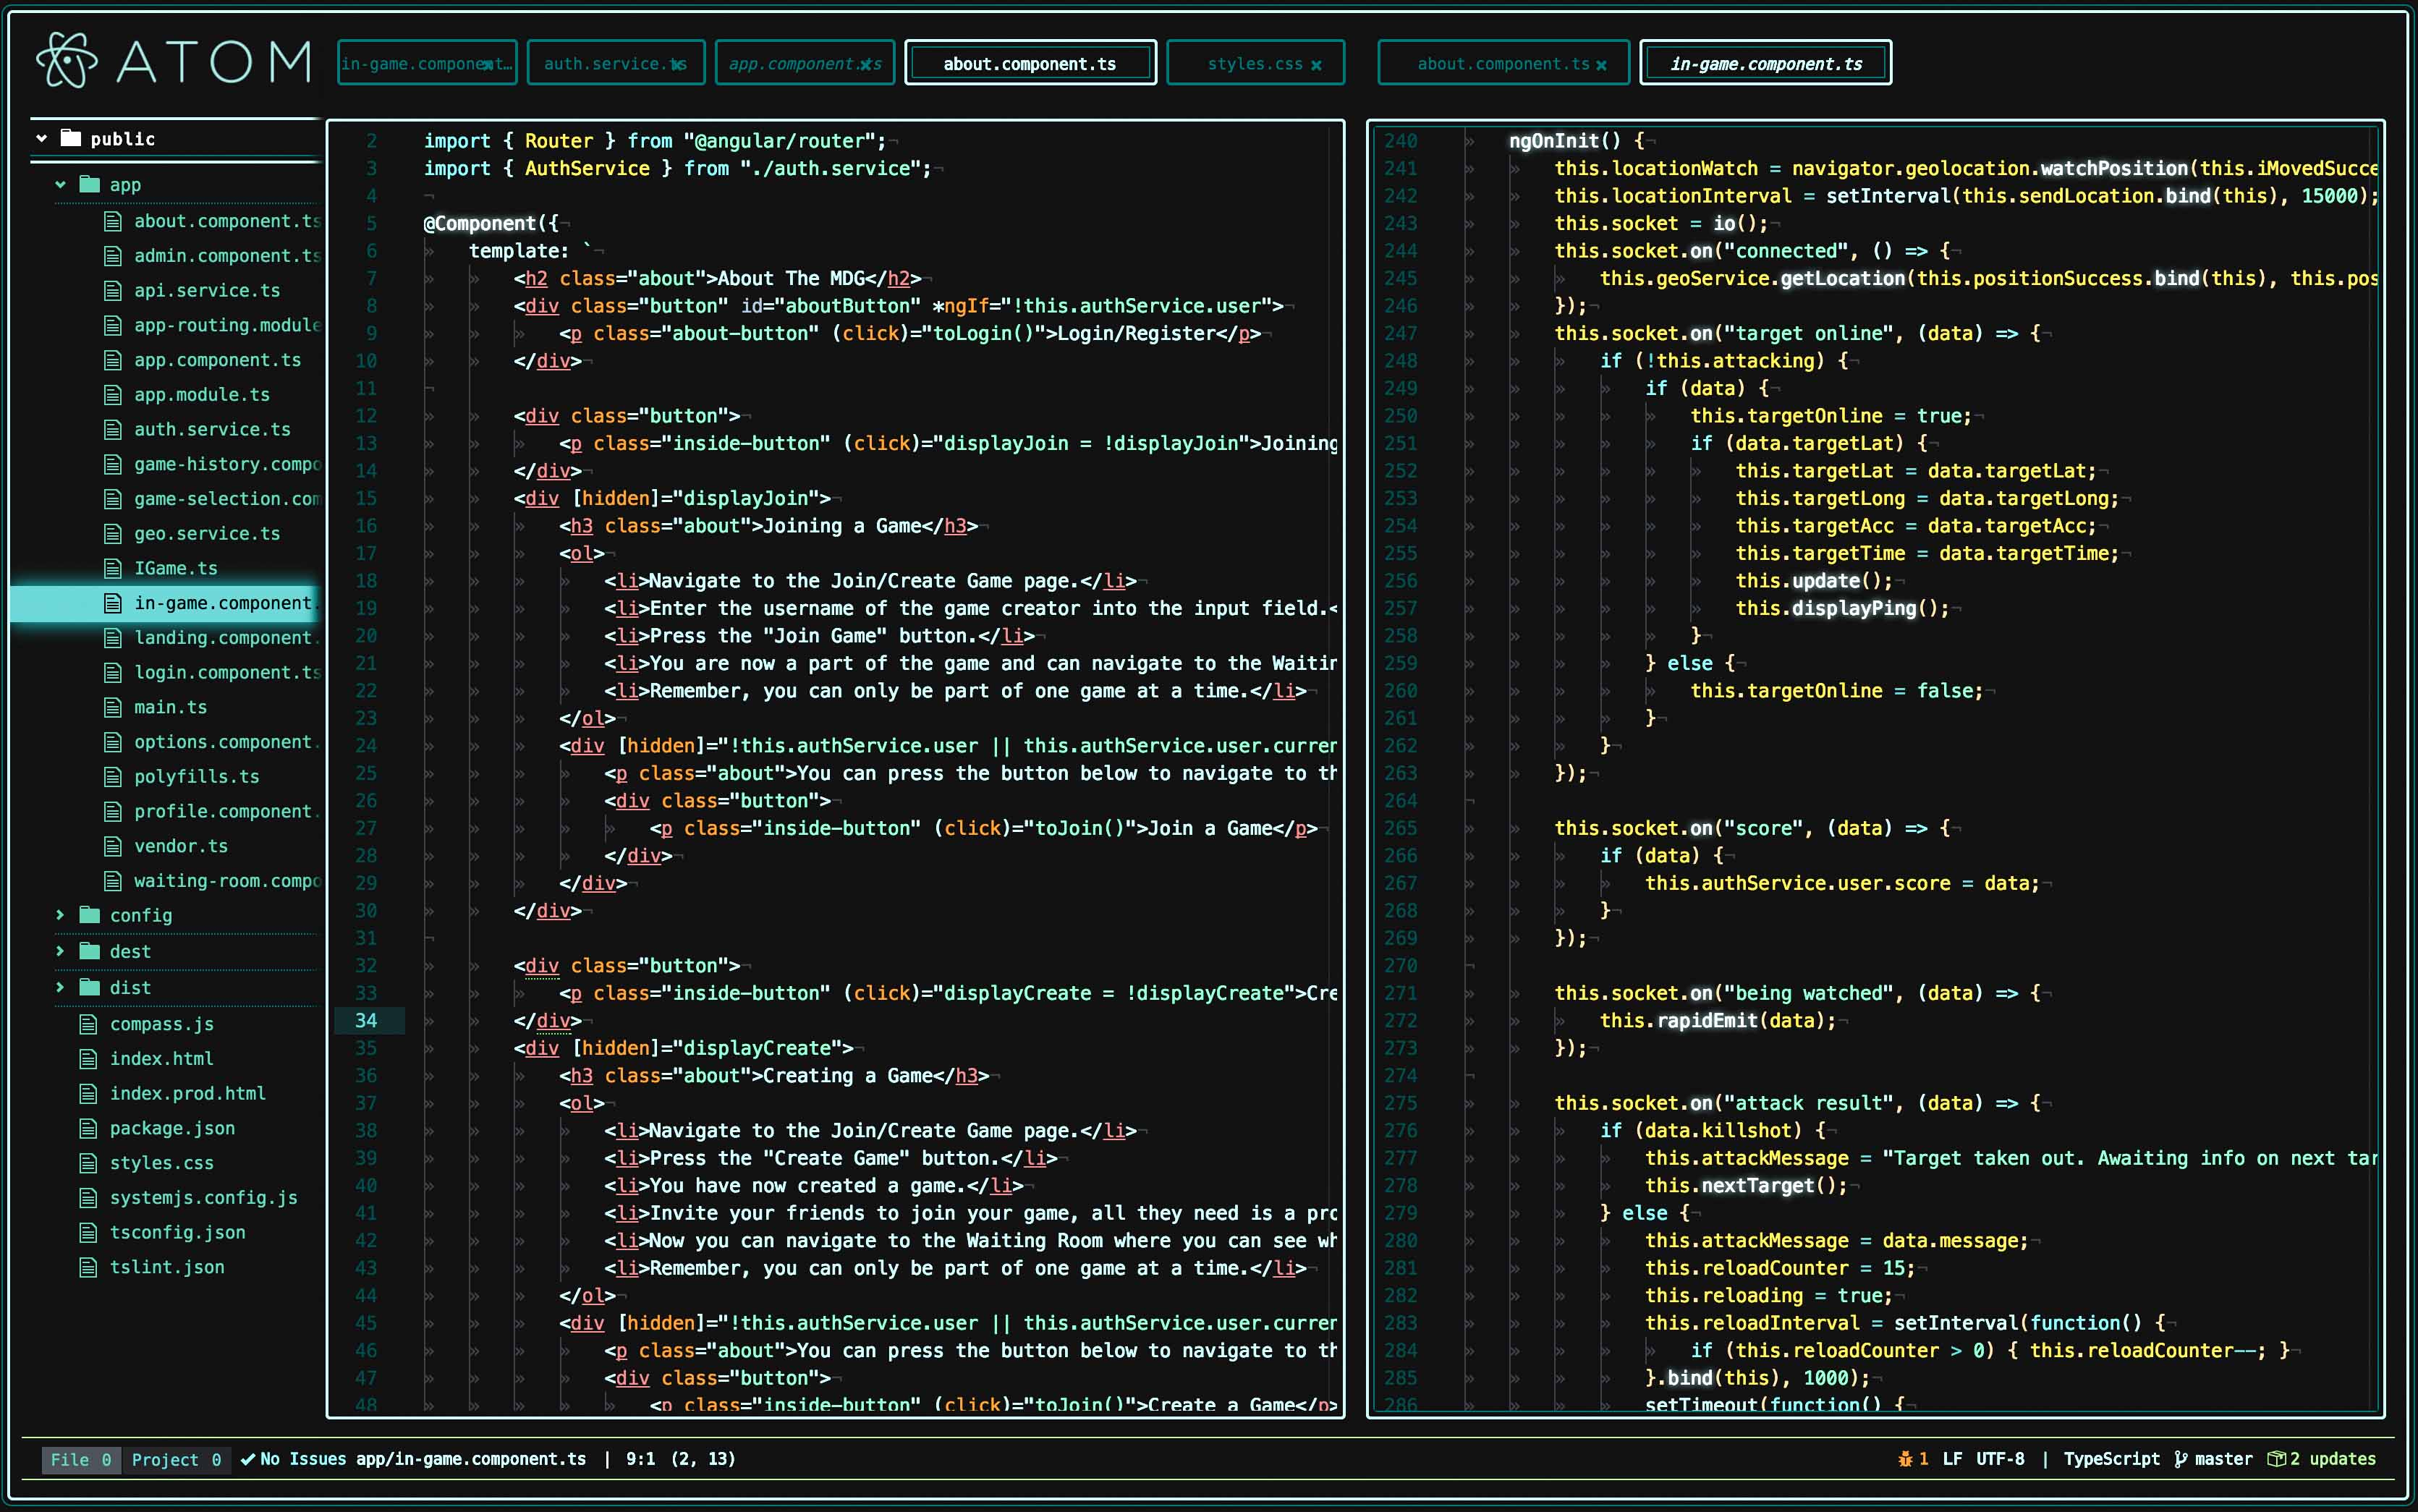 ATOM
in-game.component…
auth.service.ts
app.component.ts
about.component.ts
styles.css
about.component.ts
in-game.component.ts
public
app
about.component.ts
admin.component.ts
api.service.ts
app-routing.module
app.component.ts
app.module.ts
auth.service.ts
game-history.compo
game-selection.com
geo.service.ts
IGame.ts
in-game.component.
landing.component.
login.component.ts
main.ts
options.component.
polyfills.ts
profile.component.
vendor.ts
waiting-room.compo
config
dest
dist
compass.js
index.html
index.prod.html
package.json
styles.css
systemjs.config.js
tsconfig.json
tslint.json
2 import { Router } from "@angular/router";¬
3 import { AuthService } from "./auth.service";¬
4 ¬
5 @Component({¬
6 » template: `¬
7 » » <h2 class="about">About The MDG</h2>¬
8 » » <div class="button" id="aboutButton" *ngIf="!this.authService.user">¬
9 » » » <p class="about-button" (click)="toLogin()">Login/Register</p>¬
10 » » </div>¬
11 ¬
12 » » <div class="button">¬
13 » » » <p class="inside-button" (click)="displayJoin = !displayJoin">Joining
14 » » </div>¬
15 » » <div [hidden]="displayJoin">¬
16 » » » <h3 class="about">Joining a Game</h3>¬
17 » » » <ol>¬
18 » » » » <li>Navigate to the Join/Create Game page.</li>¬
19 » » » » <li>Enter the username of the game creator into the input field.<
20 » » » » <li>Press the "Join Game" button.</li>¬
21 » » » » <li>You are now a part of the game and can navigate to the Waitin
22 » » » » <li>Remember, you can only be part of one game at a time.</li>¬
23 » » » </ol>¬
24 » » » <div [hidden]="!this.authService.user || this.authService.user.curren
25 » » » » <p class="about">You can press the button below to navigate to th
26 » » » » <div class="button">¬
27 » » » » » <p class="inside-button" (click)="toJoin()">Join a Game</p>¬
28 » » » » </div>¬
29 » » » </div>¬
30 » » </div>¬
31 ¬
32 » » <div class="button">¬
33 » » » <p class="inside-button" (click)="displayCreate = !displayCreate">Cre
34 » » </div>¬
35 » » <div [hidden]="displayCreate">¬
36 » » » <h3 class="about">Creating a Game</h3>¬
37 » » » <ol>¬
38 » » » » <li>Navigate to the Join/Create Game page.</li>¬
39 » » » » <li>Press the "Create Game" button.</li>¬
40 » » » » <li>You have now created a game.</li>¬
41 » » » » <li>Invite your friends to join your game, all they need is a pro
42 » » » » <li>Now you can navigate to the Waiting Room where you can see wh
43 » » » » <li>Remember, you can only be part of one game at a time.</li>¬
44 » » » </ol>¬
45 » » » <div [hidden]="!this.authService.user || this.authService.user.curren
46 » » » » <p class="about">You can press the button below to navigate to th
47 » » » » <div class="button">¬
48 » » » » » <p class="inside-button" (click)="toJoin()">Create a Game</p>
240 » ngOnInit() {¬
241 » » this.locationWatch = navigator.geolocation.watchPosition(this.iMovedSucce
242 » » this.locationInterval = setInterval(this.sendLocation.bind(this), 15000);
243 » » this.socket = io();¬
244 » » this.socket.on("connected", () => {¬
245 » » » this.geoService.getLocation(this.positionSuccess.bind(this), this.pos
246 » » });¬
247 » » this.socket.on("target online", (data) => {¬
248 » » » if (!this.attacking) {¬
249 » » » » if (data) {¬
250 » » » » » this.targetOnline = true;¬
251 » » » » » if (data.targetLat) {¬
252 » » » » » » this.targetLat = data.targetLat;¬
253 » » » » » » this.targetLong = data.targetLong;¬
254 » » » » » » this.targetAcc = data.targetAcc;¬
255 » » » » » » this.targetTime = data.targetTime;¬
256 » » » » » » this.update();¬
257 » » » » » » this.displayPing();¬
258 » » » » » }¬
259 » » » » } else {¬
260 » » » » » this.targetOnline = false;¬
261 » » » » }¬
262 » » » }¬
263 » » });¬
264 ¬
265 » » this.socket.on("score", (data) => {¬
266 » » » if (data) {¬
267 » » » » this.authService.user.score = data;¬
268 » » » }¬
269 » » });¬
270 ¬
271 » » this.socket.on("being watched", (data) => {¬
272 » » » this.rapidEmit(data);¬
273 » » });¬
274 ¬
275 » » this.socket.on("attack result", (data) => {¬
276 » » » if (data.killshot) {¬
277 » » » » this.attackMessage = "Target taken out. Awaiting info on next tar
278 » » » » this.nextTarget();¬
279 » » » } else {¬
280 » » » » this.attackMessage = data.message;¬
281 » » » » this.reloadCounter = 15;¬
282 » » » » this.reloading = true;¬
283 » » » » this.reloadInterval = setInterval(function() {¬
284 » » » » » if (this.reloadCounter > 0) { this.reloadCounter--; }¬
285 » » » » }.bind(this), 1000);¬
286 » » » » setTimeout(function() {¬
File 0 Project 0 No Issues app/in-game.component.ts | 9:1 (2, 13)
1 LF UTF-8 | TypeScript master 2 updates